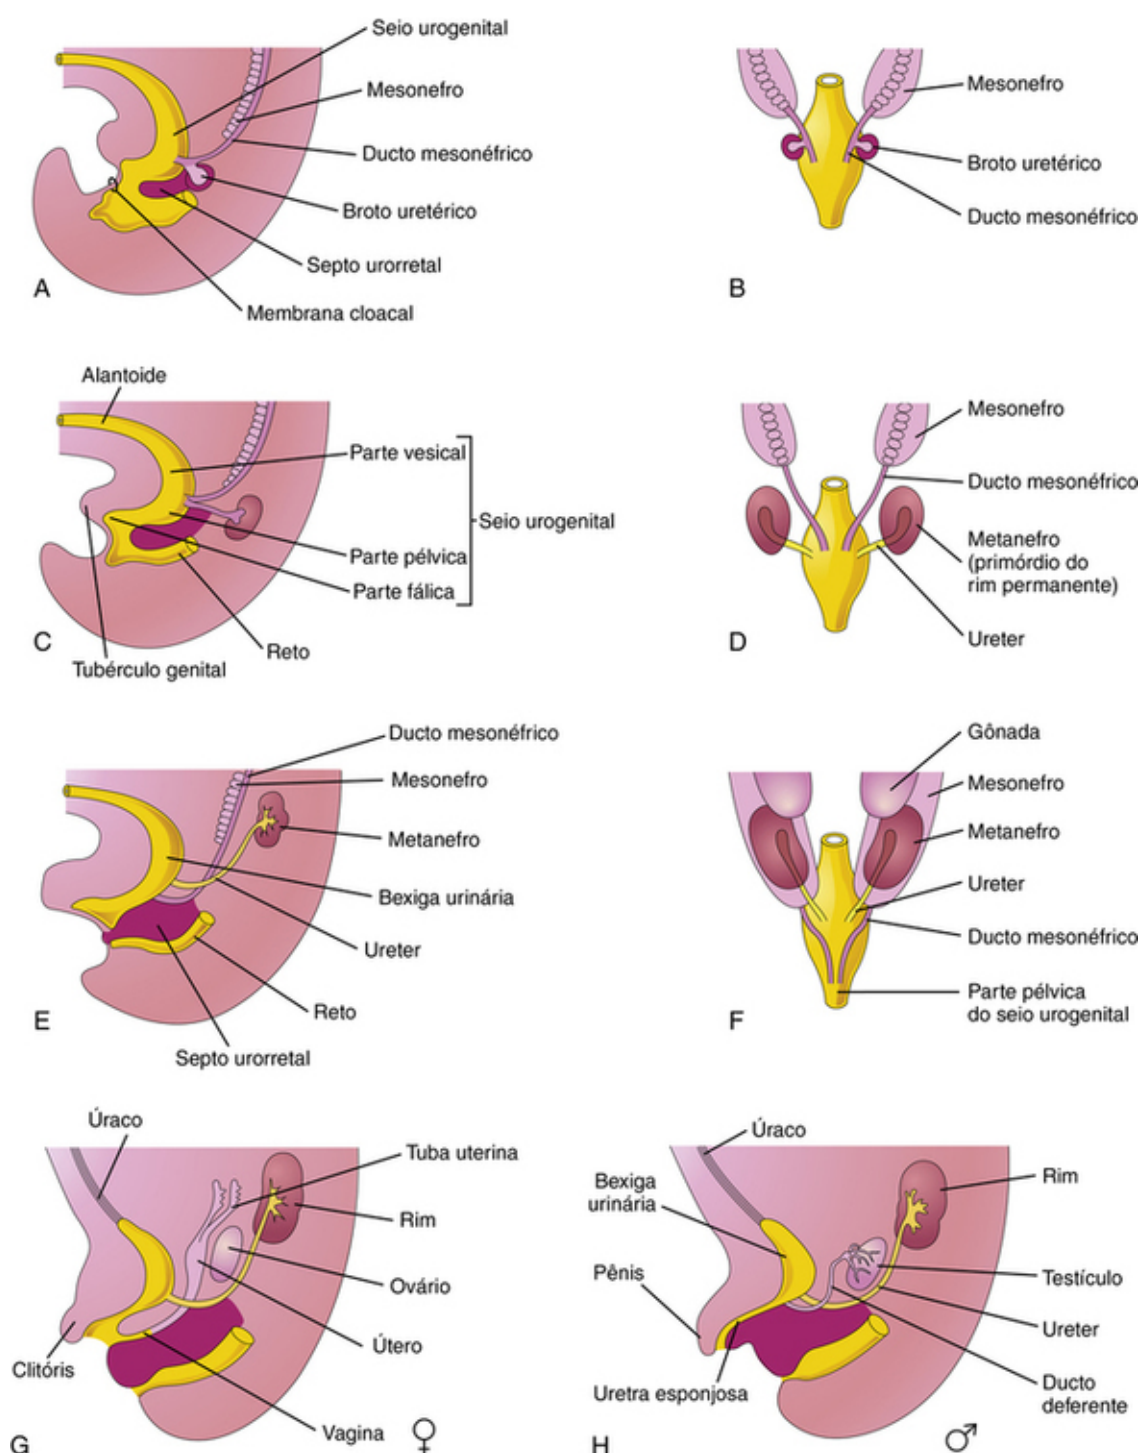 Seio urogenital
Mesonefro
Ducto mesonéfrico
Broto uretérico
Septo urorretal
Membrana cloacal
A
Mesonefro
Broto uretérico
Ducto mesonéfrico
B
Alantoide
Parte vesical
Seio urogenital
Parte pélvica
Parte fálica
Reto
Tubérculo genital
C
Mesonefro
Ducto mesonéfrico
Metanefro
(primórdio do
rim permanente)
Ureter
D
Ducto mesonéfrico
Mesonefro
Metanefro
Bexiga urinária
Ureter
Reto
Septo urorretal
E
Gônada
Mesonefro
Metanefro
Ureter
Ducto mesonéfrico
Parte pélvica
do seio urogenital
F
Úraco
Tuba uterina
Rim
Ovário
Útero
Clitóris
Vagina
♀
G
Úraco
Bexiga
urinária
Rim
Pênis
Testículo
Ureter
Uretra esponjosa
Ducto
deferente
♂
H